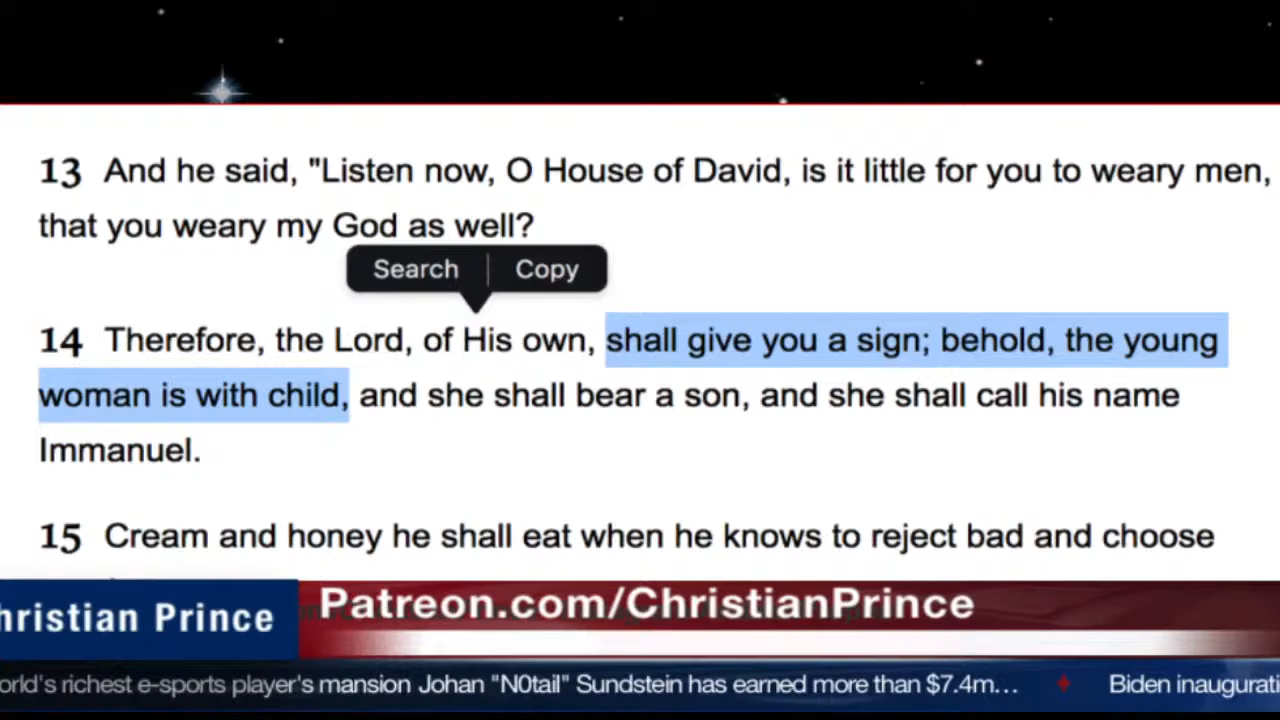 13 And he said, "Listen now, O House of David, is it little for you to weary men,
that you weary my God as well?
Search Copy
14 Therefore, the Lord, of His own, shall give you a sign; behold, the young
woman is with child, and she shall bear a son, and she shall call his name
Immanuel.
15 Cream and honey he shall eat when he knows to reject bad and choose
hristian Prince
Patreon.com/ChristianPrince
orld's richest e-sports player's mansion Johan "N0tail" Sundstein has earned more than $7.4m... Biden inaugurati